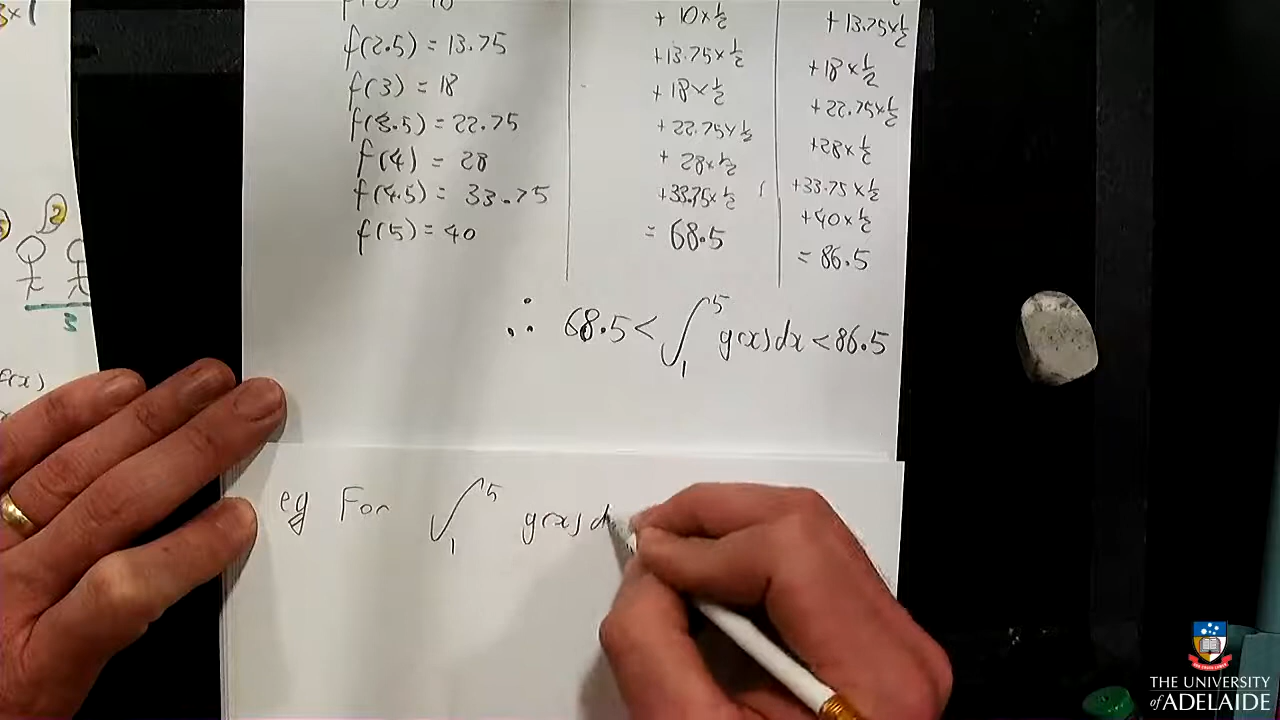 ×1
f(2.5) = 13.75
f(3) = 18
f(3.5) = 22.75
f(4) = 28
f(4.5) = 33.75
f(5) = 40
+ 10×½
+13.75×½
+ 18×½
+ 22.75×½
+ 28×½
+33.75×½
= 68.5
+ 13.75×½
+18×½
+22.75×½
+28×½
+33.75×½
+40×½
= 86.5
∴ 68.5 < ∫₁⁵ g(x)dx < 86.5
2
3
f(x)
eg For ∫₁⁵ g(x) d
THE UNIVERSITY
of ADELAIDE